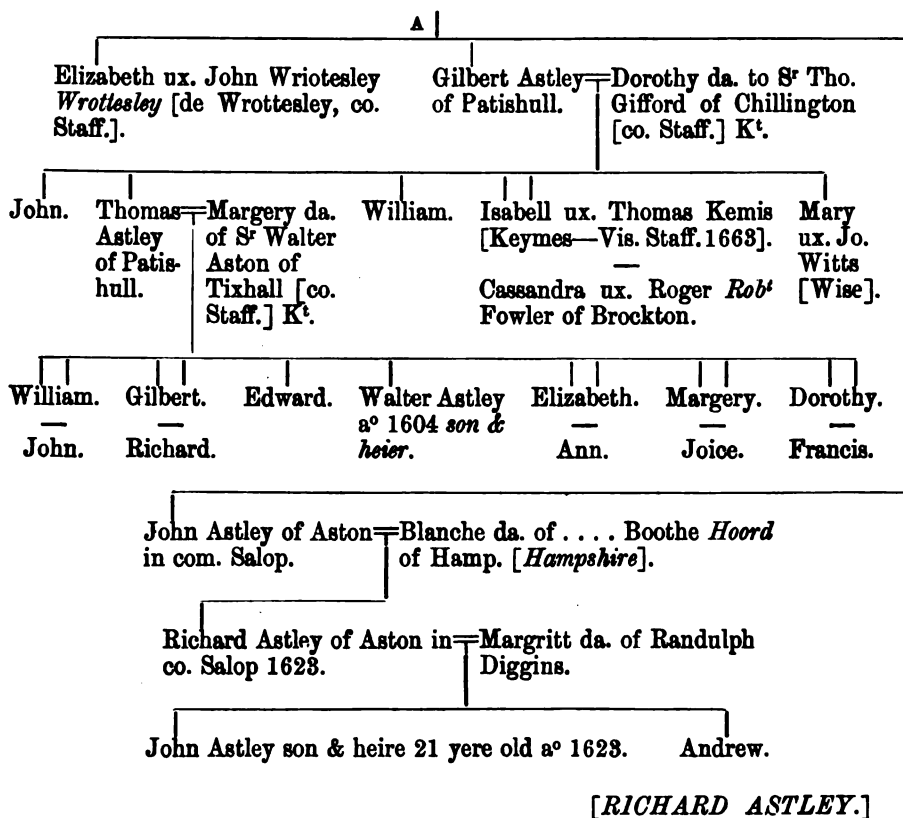 A
Elizabeth ux. John Wriotesley
Wrottesley [de Wrottesley, co.
Staff.].
Gilbert Astley
of Patishull.
Dorothy da. to Sʳ Tho.
Gifford of Chillington
[co. Staff.] Kᵗ.
John.
Thomas
Astley
of Patis-
hull.
Margery da.
of Sʳ Walter
Aston of
Tixhall [co.
Staff.] Kᵗ.
William.
Isabell ux. Thomas Kemis
[Keymes—Vis. Staff. 1663].
—
Cassandra ux. Roger Robᵗ
Fowler of Brockton.
Mary
ux. Jo.
Witts
[Wise].
William.
—
John.
Gilbert.
—
Richard.
Edward.
Walter Astley
aº 1604 son &
heier.
Elizabeth.
—
Ann.
Margery.
—
Joice.
Dorothy.
—
Francis.
John Astley of Aston
in com. Salop.
Blanche da. of .... Boothe Hoord
of Hamp. [Hampshire].
Richard Astley of Aston in
co. Salop 1623.
Margritt da. of Randulph
Diggins.
John Astley son & heire 21 yere old aº 1623.
Andrew.
[RICHARD ASTLEY.]